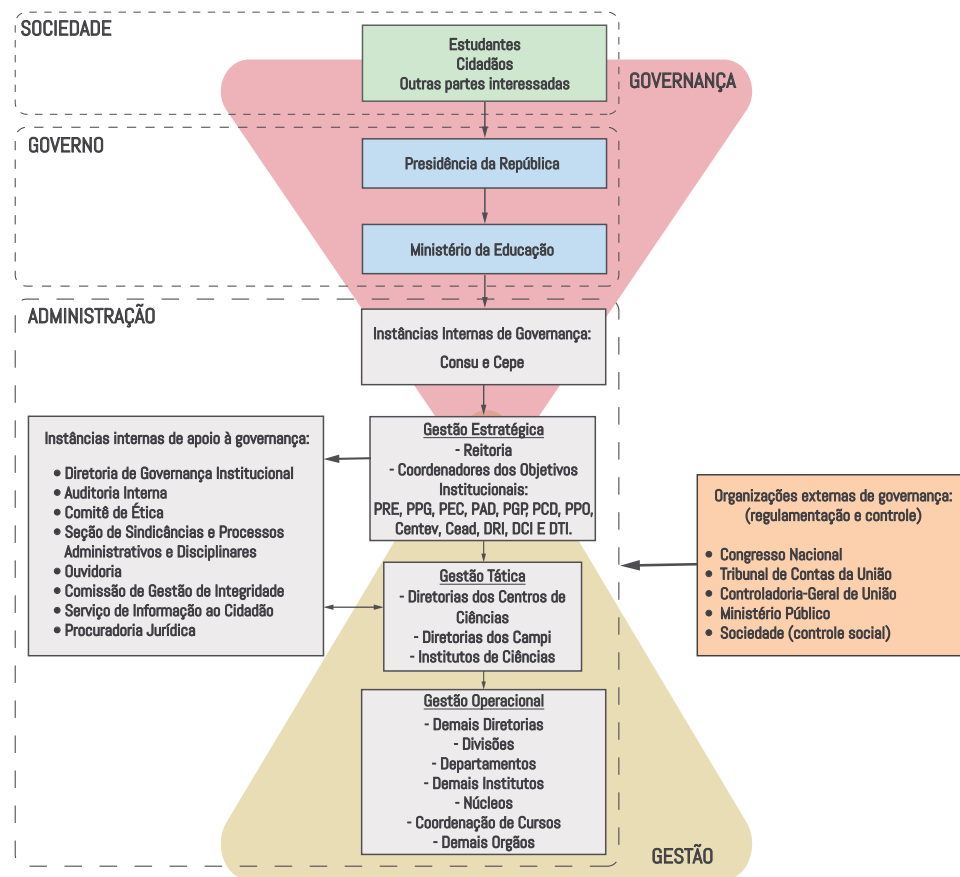 SOCIEDADE
Estudantes
Cidadãos
Outras partes interessadas
GOVERNANÇA
GOVERNO
Presidência da República
Ministério da Educação
ADMINISTRAÇÃO
Instâncias Internas de Governança:
Consu e Cepe
Instâncias internas de apoio à governança:
• Diretoria de Governança Institucional
• Auditoria Interna
• Comitê de Ética
• Seção de Sindicâncias e Processos
Administrativos e Disciplinares
• Ouvidoria
• Comissão de Gestão de Integridade
• Serviço de Informação ao Cidadão
• Procuradoria Jurídica
Gestão Estratégica
- Reitoria
- Coordenadores dos Objetivos
Institucionais:
PRE, PPG, PEC, PAD, PGP, PCD, PPO,
Centev, Cead, DRI, DCI E DTI.
Organizações externas de governança:
(regulamentação e controle)
• Congresso Nacional
• Tribunal de Contas da União
• Controladoria-Geral de União
• Ministério Público
• Sociedade (controle social)
Gestão Tática
- Diretorias dos Centros de
Ciências
- Diretorias dos Campi
- Institutos de Ciências
Gestão Operacional
- Demais Diretorias
- Divisões
- Departamentos
- Demais Institutos
- Núcleos
- Coordenação de Cursos
- Demais Orgãos
GESTÃO